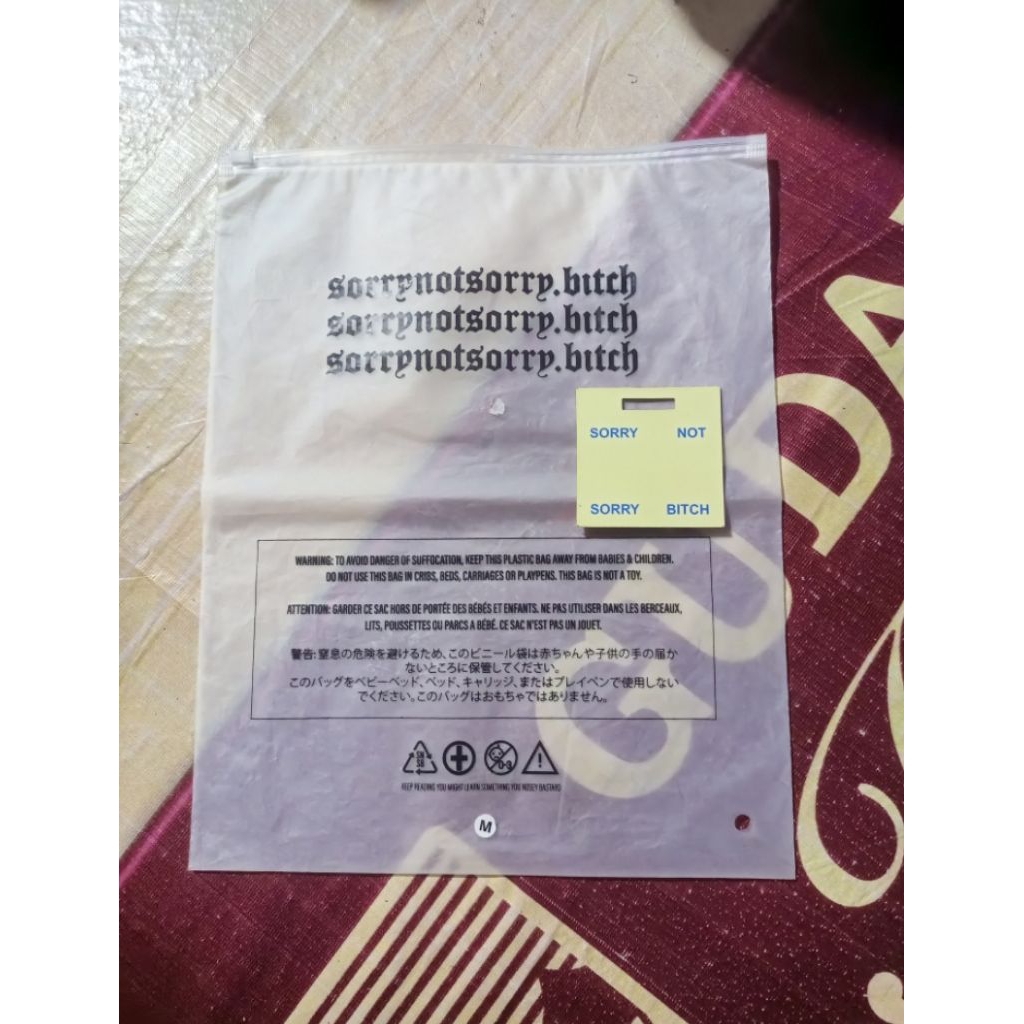 sorrynotsorry.bitch
sorrynotsorry.bitch
sorrynotsorry.bitch
SORRY NOT
SORRY BITCH
WARNING: TO AVOID DANGER OF SUFFOCATION, KEEP THIS PLASTIC BAG AWAY FROM BABIES & CHILDREN.
DO NOT USE THIS BAG IN CRIBS, BEDS, CARRIAGES OR PLAYPENS. THIS BAG IS NOT A TOY.
ATTENTION: GARDER CE SAC HORS DE PORTÉE DES BÉBÉS ET ENFANTS. NE PAS UTILISER DANS LES BERCEAUX,
LITS, POUSSETTES OU PARCS A BÉBÉ. CE SAC N'EST PAS UN JOUET.
警告: 窒息の危険を避けるため、このビニール袋は赤ちゃんや子供の手の届か
ないところに保管してください。
このバッグをベビーベッド、ベッド、キャリッジ、またはプレイペンで使用しない
でください。このバッグはおもちゃではありません。
0-3
KEEP READING YOU MIGHT LEARN SOMETHING YOU NOSEY BASTARD
M
GUDA